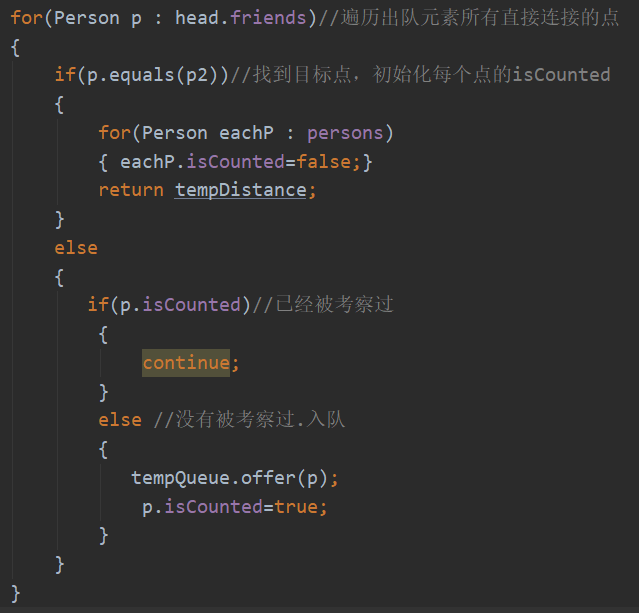 for(Person p : head.friends)//遍历出队元素所有直接连接的点
{
if(p.equals(p2))//找到目标点，初始化每个点的isCounted
{
for(Person eachP : persons)
{ eachP.isCounted=false;}
return tempDistance;
}
else
{
if(p.isCounted)//已经被考察过
{
continue;
}
else //没有被考察过.入队
{
tempQueue.offer(p);
p.isCounted=true;
}
}
}